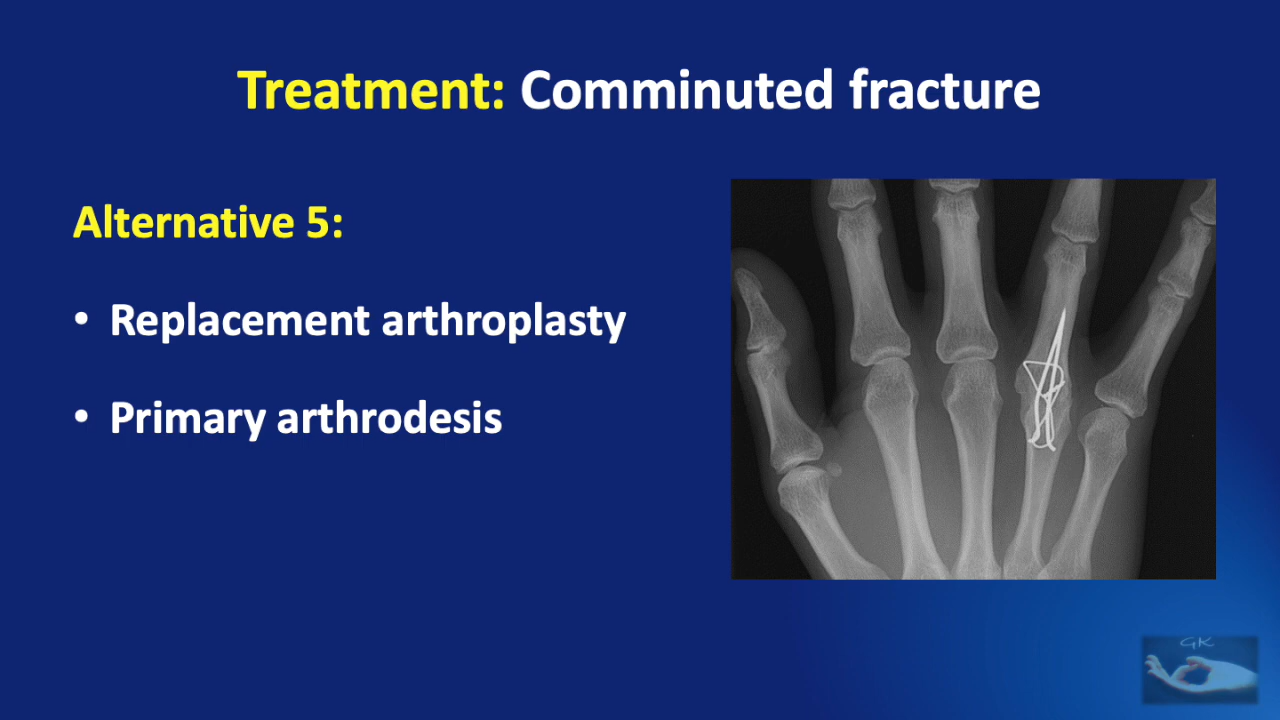 Treatment: Comminuted fracture
Alternative 5:
• Replacement arthroplasty
• Primary arthrodesis
GK